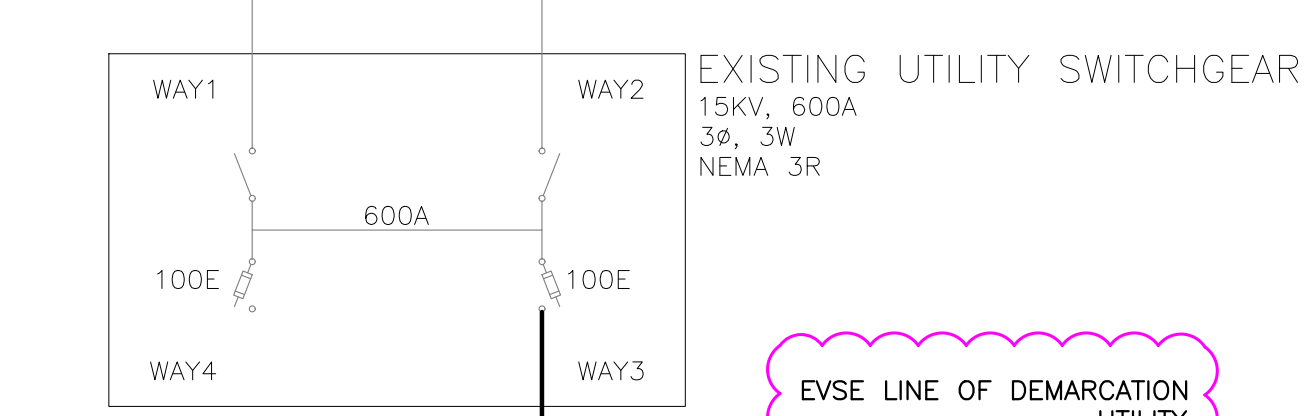 WAY1
WAY2
EXISTING UTILITY SWITCHGEAR
15KV, 600A
3ø, 3W
NEMA 3R
600A
100E
100E
WAY4
WAY3
EVSE LINE OF DEMARCATION
UTILITY